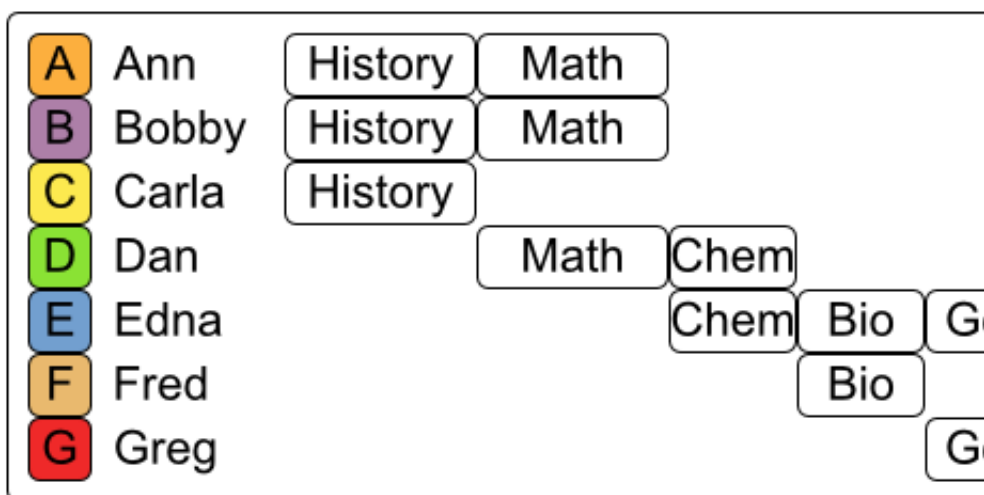 A Ann History Math
B Bobby History Math
C Carla History
D Dan Math Chem
E Edna Chem Bio
F Fred Bio
G Greg